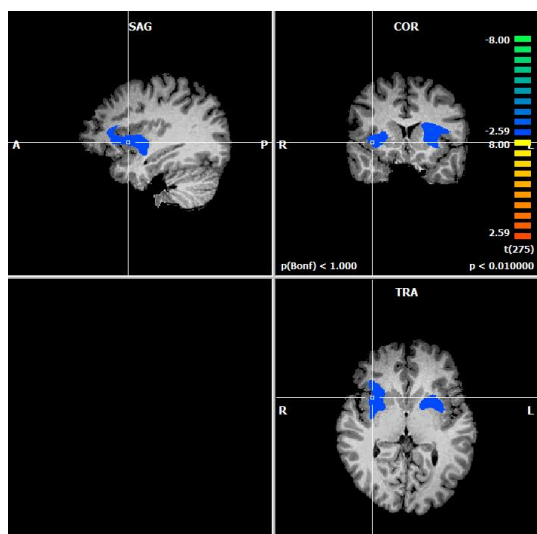 SAG
A
P
COR
R
L
-8.00
-2.59
8.00
2.59
t(275)
p(Bonf) < 1.000
p < 0.010000
TRA
R
L